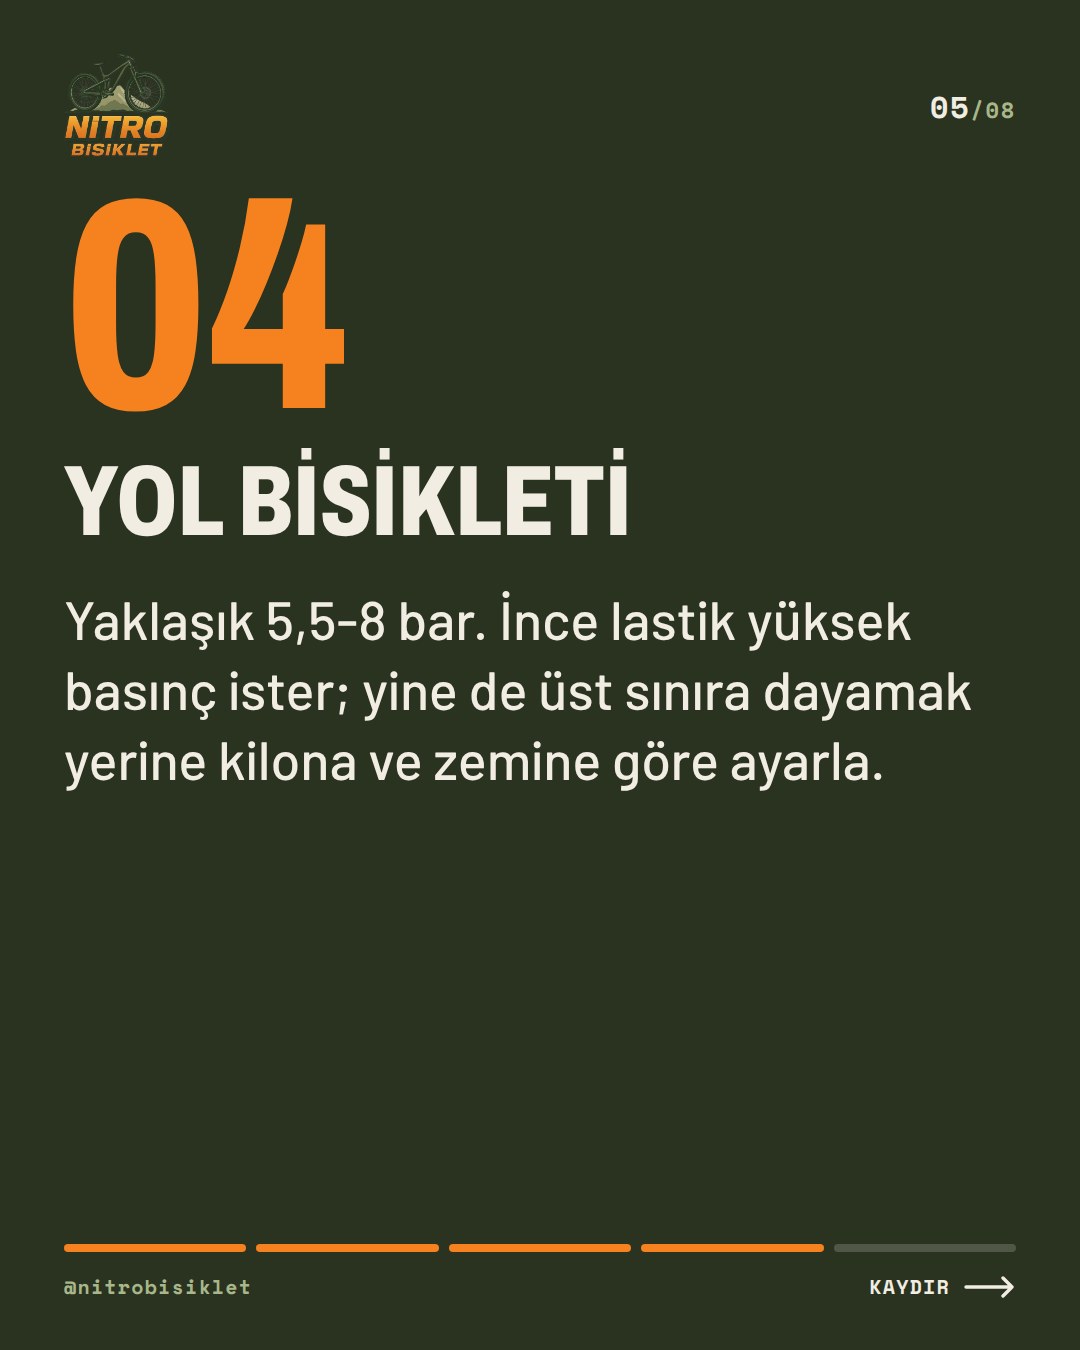 NiTRO
BISIKLET
05/08
04
YOL BİSİKLETİ
Yaklaşık 5,5-8 bar. İnce lastik yüksek
basınç ister; yine de üst sınıra dayamak
yerine kilona ve zemine göre ayarla.
@nitrobisiklet
KAYDIR